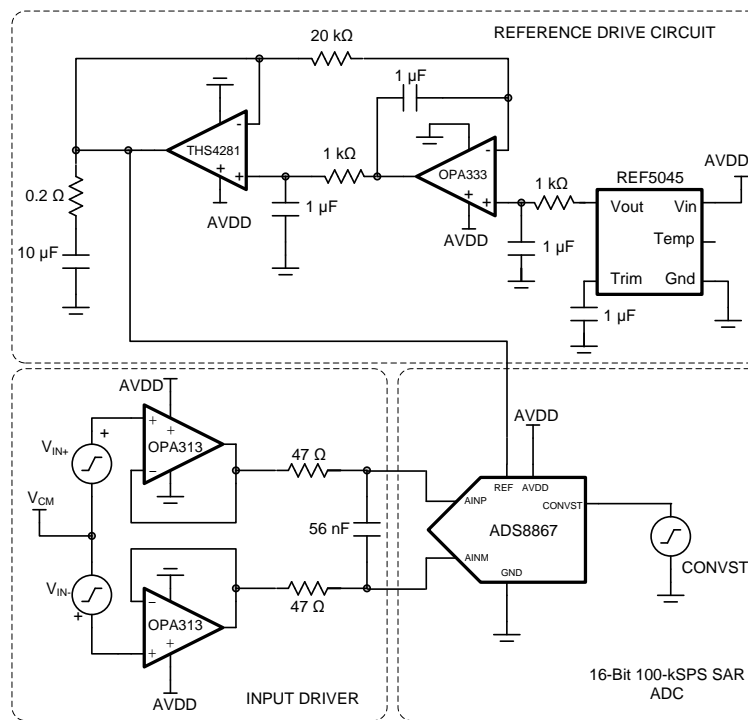 REFERENCE DRIVE CIRCUIT
20 kΩ
1 µF
THS4281
-
+
+
AVDD
1 kΩ
1 µF
OPA333
-
+
+
AVDD
1 kΩ
1 µF
REF5045
Vout
Vin
Temp
Trim
Gnd
AVDD
1 µF
0.2 Ω
10 µF
AVDD
OPA313
+
+
−
VIN+
+
VCM
VIN-
+
47 Ω
56 nF
47 Ω
OPA313
−
+
+
AVDD
INPUT DRIVER
AVDD
REF
AVDD
AINP
CONVST
ADS8867
AINM
GND
CONVST
16-Bit 100-kSPS SAR
ADC